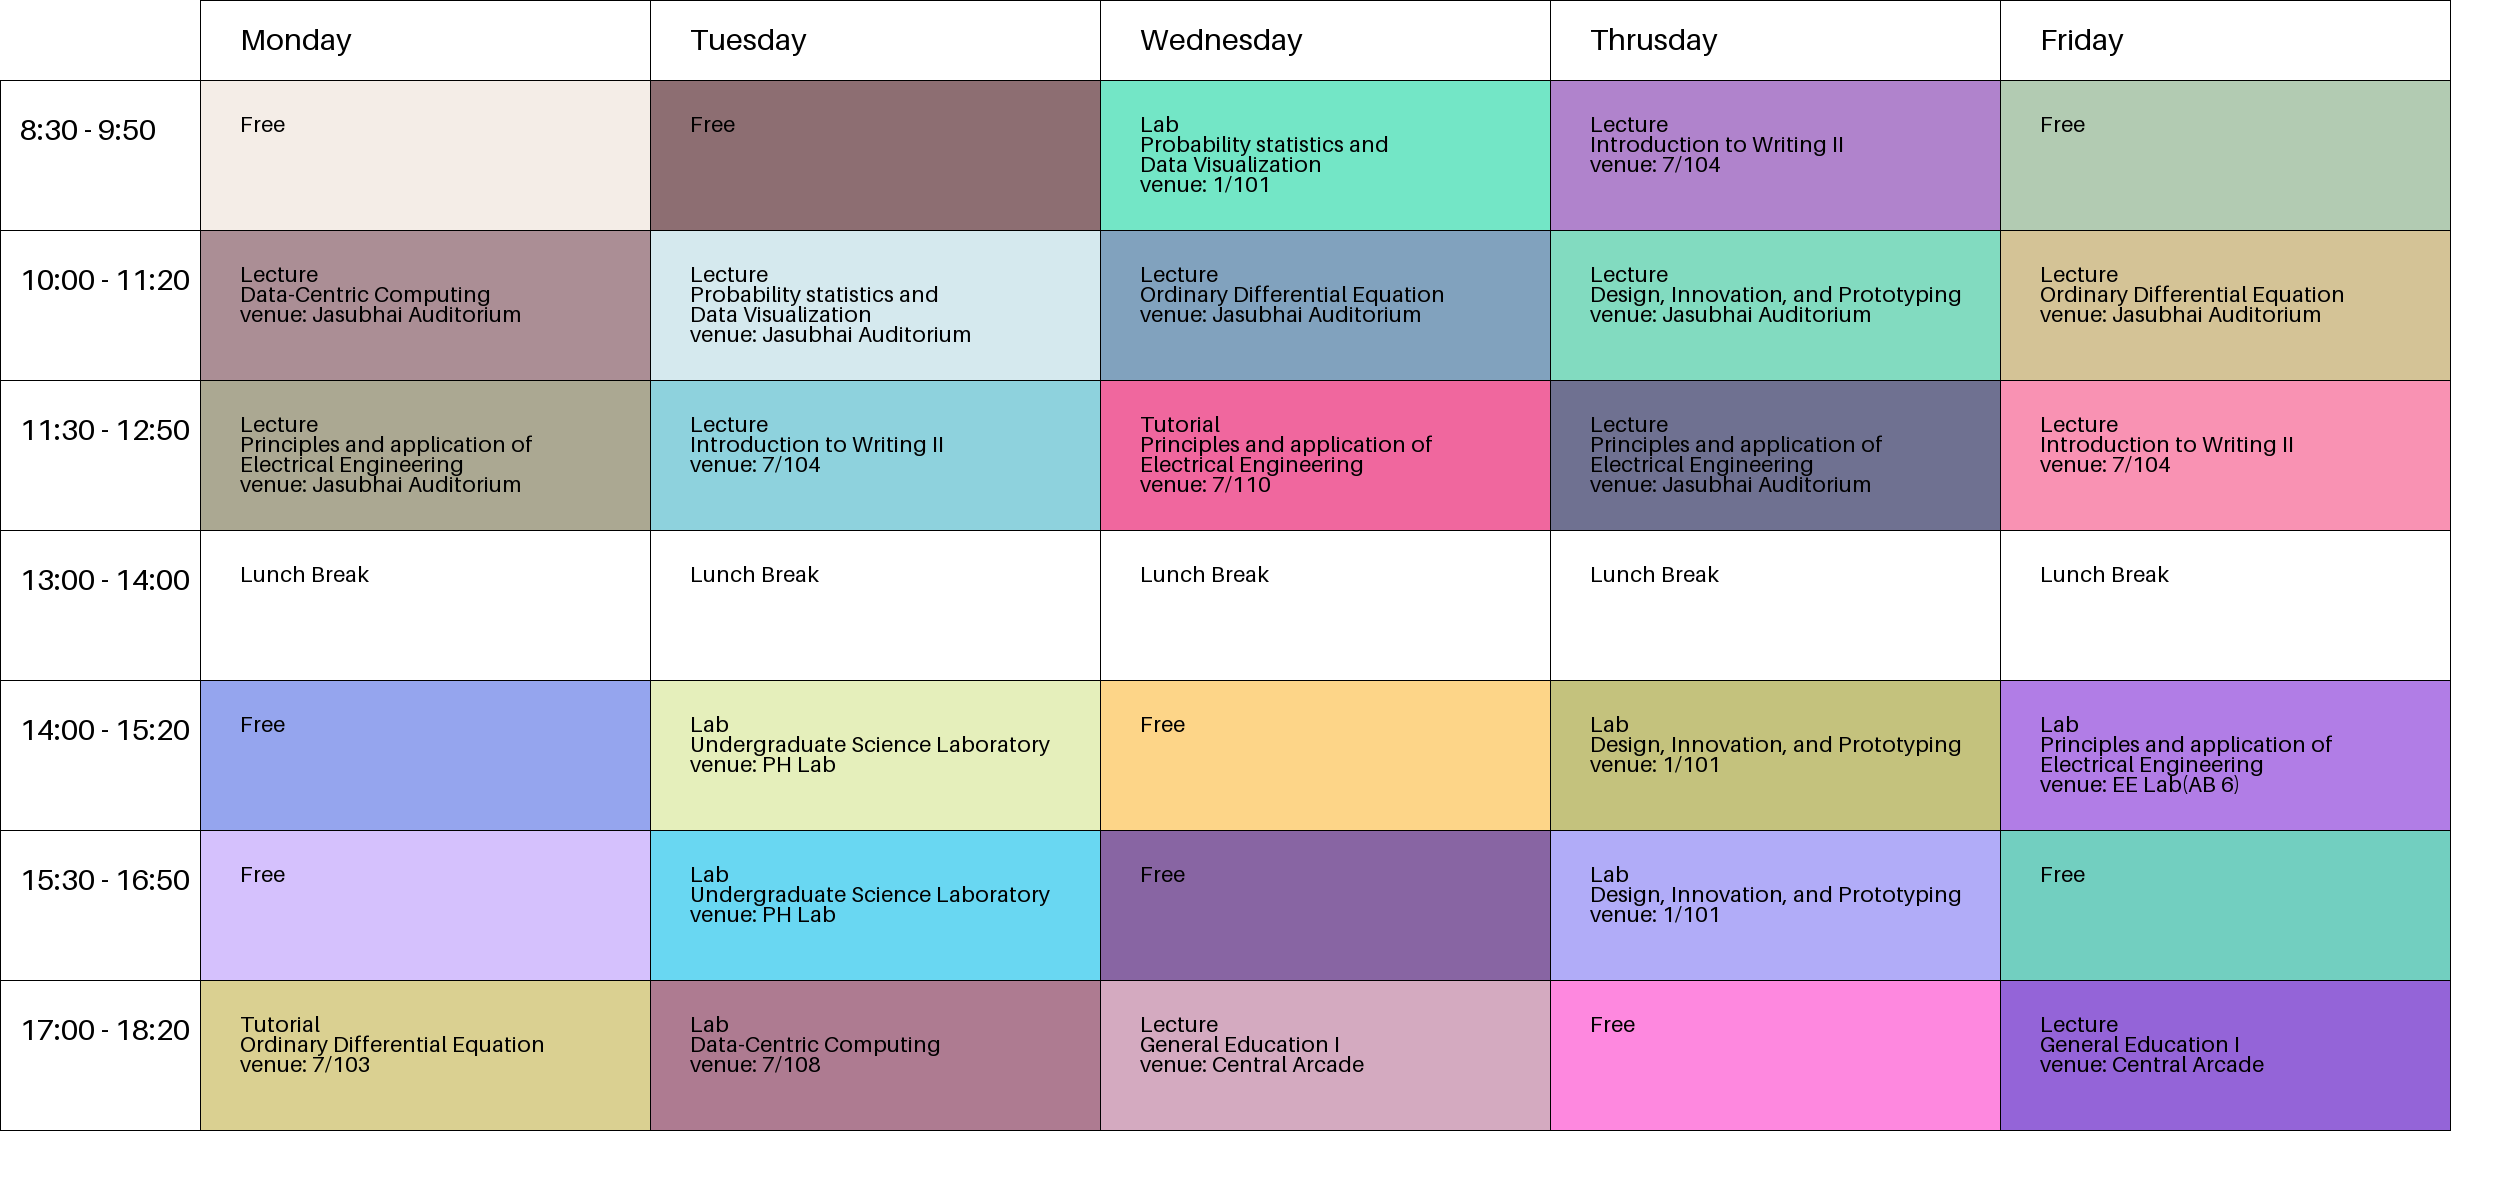 Monday
Tuesday
Wednesday
Thrusday
Friday
8:30 - 9:50
Free
Free
Lab
Probability statistics and
Data Visualization
venue: 1/101
Lecture
Introduction to Writing II
venue: 7/104
Free
10:00 - 11:20
Lecture
Data-Centric Computing
venue: Jasubhai Auditorium
Lecture
Probability statistics and
Data Visualization
venue: Jasubhai Auditorium
Lecture
Ordinary Differential Equation
venue: Jasubhai Auditorium
Lecture
Design, Innovation, and Prototyping
venue: Jasubhai Auditorium
Lecture
Ordinary Differential Equation
venue: Jasubhai Auditorium
11:30 - 12:50
Lecture
Principles and application of
Electrical Engineering
venue: Jasubhai Auditorium
Lecture
Introduction to Writing II
venue: 7/104
Tutorial
Principles and application of
Electrical Engineering
venue: 7/110
Lecture
Principles and application of
Electrical Engineering
venue: Jasubhai Auditorium
Lecture
Introduction to Writing II
venue: 7/104
13:00 - 14:00
Lunch Break
Lunch Break
Lunch Break
Lunch Break
Lunch Break
14:00 - 15:20
Free
Lab
Undergraduate Science Laboratory
venue: PH Lab
Free
Lab
Design, Innovation, and Prototyping
venue: 1/101
Lab
Principles and application of
Electrical Engineering
venue: EE Lab(AB 6)
15:30 - 16:50
Free
Lab
Undergraduate Science Laboratory
venue: PH Lab
Free
Lab
Design, Innovation, and Prototyping
venue: 1/101
Free
17:00 - 18:20
Tutorial
Ordinary Differential Equation
venue: 7/103
Lab
Data-Centric Computing
venue: 7/108
Lecture
General Education I
venue: Central Arcade
Free
Lecture
General Education I
venue: Central Arcade